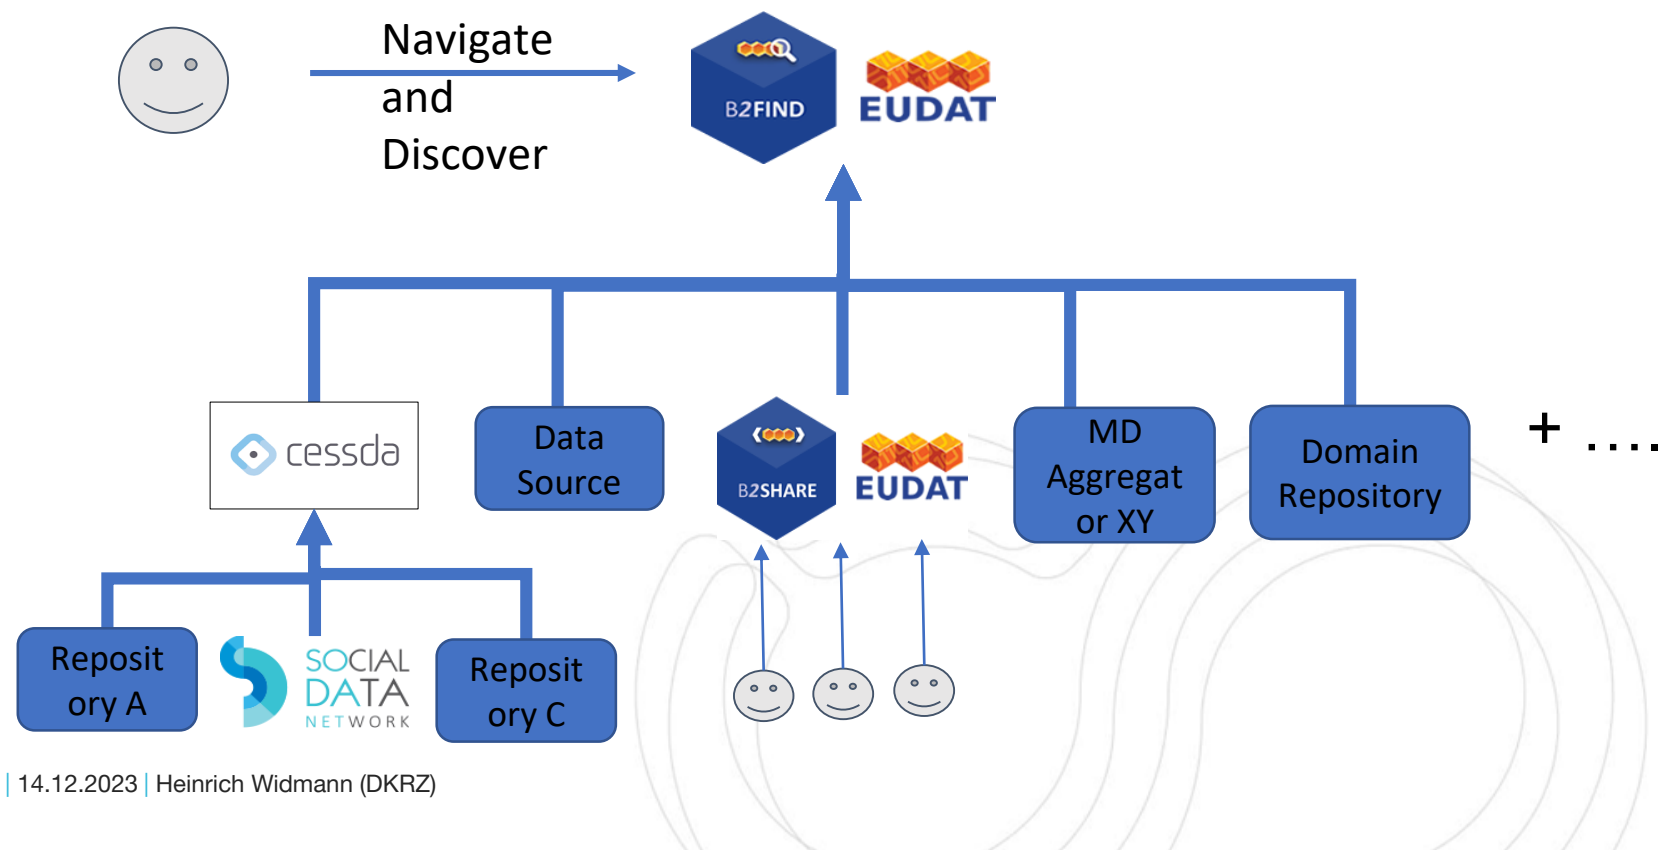 Navigate
and
Discover
B2FIND
EUDAT
cessda
Data
Source
B2SHARE
EUDAT
MD
Aggregat
or XY
Domain
Repository
+ ....
Reposit
ory A
SOCIAL
DATA
NETWORK
Reposit
ory C
| 14.12.2023 | Heinrich Widmann (DKRZ)